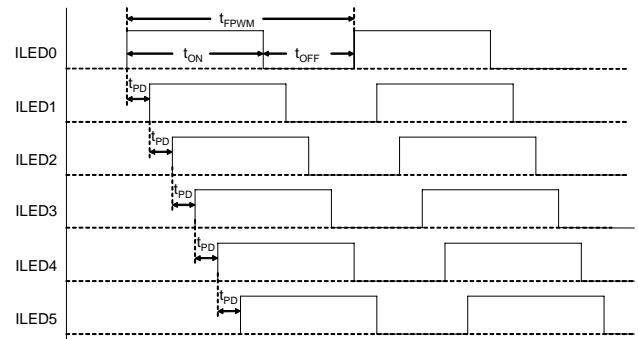 tFPWM
ILED0
tON
tOFF
tPD
ILED1
tPD
ILED2
tPD
ILED3
tPD
ILED4
tPD
ILED5